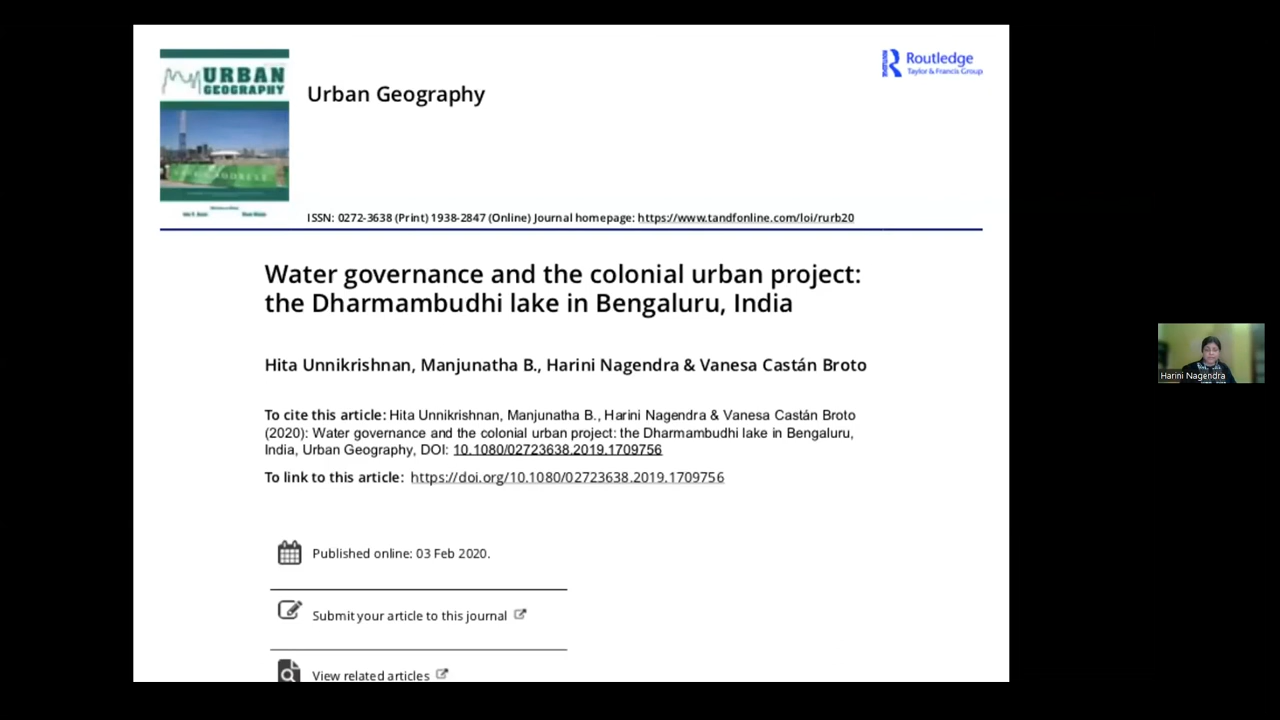 URBAN
GEOGRAPHY
Routledge
Taylor & Francis Group
Urban Geography
ISSN: 0272-3638 (Print) 1938-2847 (Online) Journal homepage: https://www.tandfonline.com/loi/rurb20
Water governance and the colonial urban project:
the Dharmambudhi lake in Bengaluru, India
Hita Unnikrishnan, Manjunatha B., Harini Nagendra & Vanesa Castán Broto
To cite this article: Hita Unnikrishnan, Manjunatha B., Harini Nagendra & Vanesa Castán Broto
(2020): Water governance and the colonial urban project: the Dharmambudhi lake in Bengaluru,
India, Urban Geography, DOI: 10.1080/02723638.2019.1709756
To link to this article: https://doi.org/10.1080/02723638.2019.1709756
Published online: 03 Feb 2020.
Submit your article to this journal
View related articles
Harini Nagendra